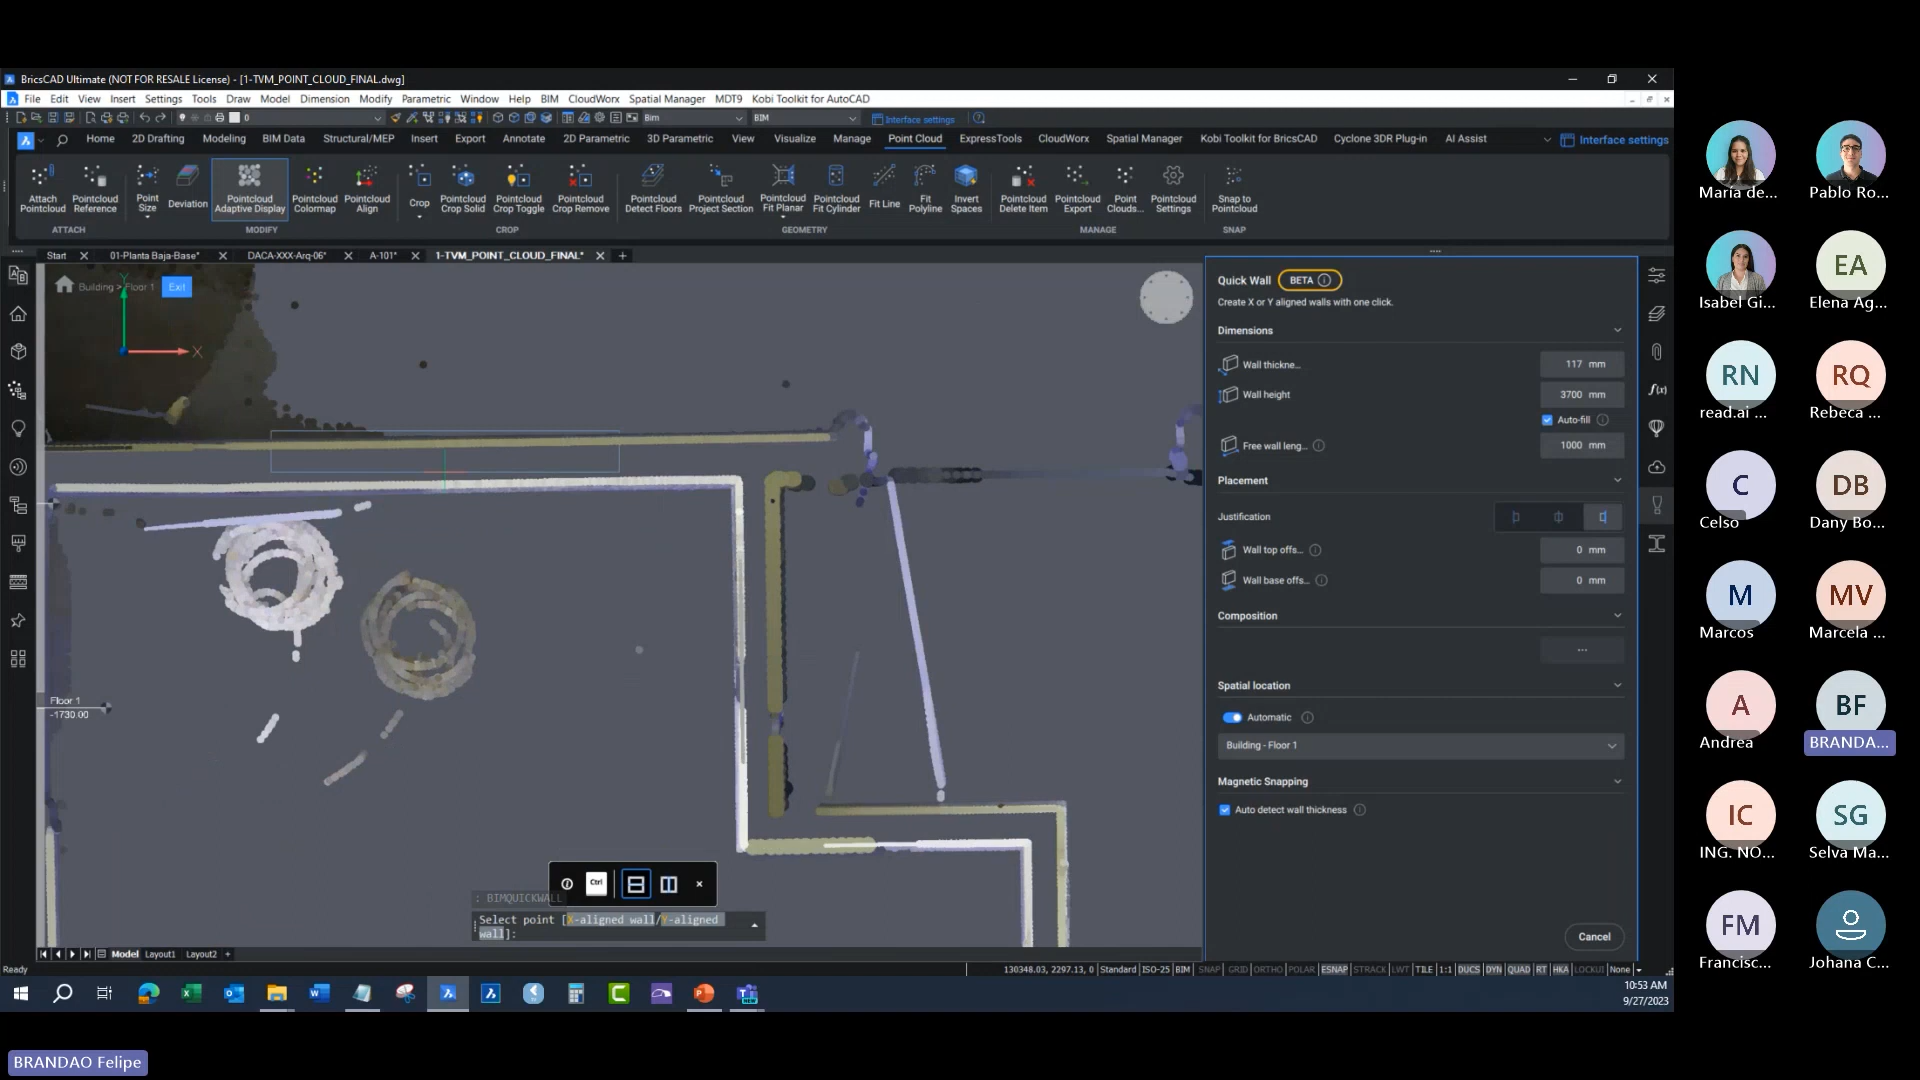 BricsCAD Ultimate (NOT FOR RESALE License) - [1-TVM_POINT_CLOUD_FINAL.dwg]
File Edit View Insert Settings Tools Draw Model Dimension Modify Parametric Window Help BIM CloudWorx Spatial Manager MDT9 Kobi Toolkit for AutoCAD
0 Bim BIM Interface settings
Home 2D Drafting Modeling BIM Data Structural/MEP Insert Export Annotate 2D Parametric 3D Parametric View Visualize Manage Point Cloud ExpressTools CloudWorx Spatial Manager Kobi Toolkit for BricsCAD Cyclone 3DR Plug-in AI Assist Interface settings
Attach Pointcloud
Pointcloud Reference
Point Size
Deviation
Pointcloud Adaptive Display
Pointcloud Colormap
Pointcloud Align
Crop
Pointcloud Crop Solid
Pointcloud Crop Toggle
Pointcloud Crop Remove
Pointcloud Detect Floors
Pointcloud Project Section
Pointcloud Fit Planar
Pointcloud Fit Cylinder
Fit Line
Fit Polyline
Invert Spaces
Pointcloud Delete Item
Pointcloud Export
Point Clouds...
Pointcloud Settings
Snap to Pointcloud
ATTACH MODIFY CROP GEOMETRY MANAGE SNAP
Start 01-Planta Baja-Base* DACA-XXX-Arq-06* A-101* 1-TVM_POINT_CLOUD_FINAL*
Building > Floor 1 Exit
Y
X
Floor 1
-1730.00
Ctrl
: BIMQUICKWALL
Select point [X-aligned wall/Y-aligned
wall]:
Quick Wall BETA
Create X or Y aligned walls with one click.
Dimensions
Wall thickne... 117 mm
Wall height 3700 mm
Auto-fill
Free wall leng... 1000 mm
Placement
Justification
Wall top offs... 0 mm
Wall base offs... 0 mm
Composition
...
Spatial location
Automatic
Building - Floor 1
Magnetic Snapping
Auto detect wall thickness
Cancel
Model Layout1 Layout2 +
Ready 130348.03, 2297.13, 0 Standard ISO-25 BIM SNAP GRID ORTHO POLAR ESNAP STRACK LWT TILE 1:1 DUCS DYN QUAD RT HKA LOCKUI None
10:53 AM
9/27/2023
María de... Pablo Ro...
Isabel Gi... EA Elena Ag...
RN read.ai ... RQ Rebeca ...
C Celso DB Dany Bo...
M Marcos MV Marcela ...
A Andrea BF BRANDA...
IC ING. NO... SG Selva Ma...
FM Francisc... Johana C...
BRANDAO Felipe